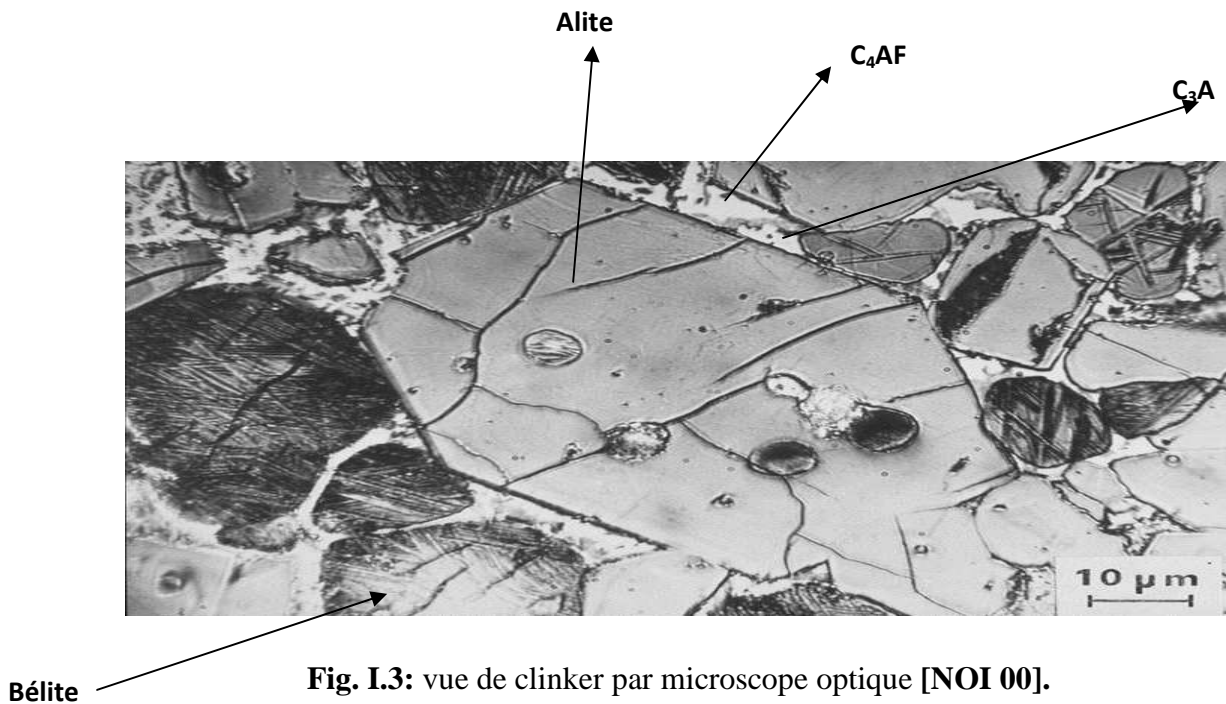 Alite
C₄AF
C₃A
10 µm
Bélite
Fig. I.3: vue de clinker par microscope optique [NOI 00].